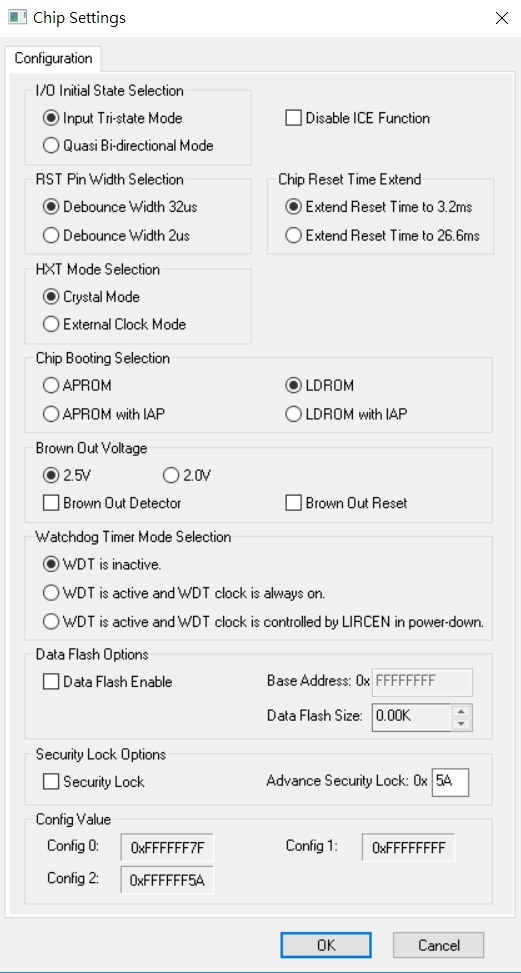 Chip Settings
Configuration
I/O Initial State Selection
Input Tri-state Mode
Disable ICE Function
Quasi Bi-directional Mode
RST Pin Width Selection
Chip Reset Time Extend
Debounce Width 32us
Extend Reset Time to 3.2ms
Debounce Width 2us
Extend Reset Time to 26.6ms
HXT Mode Selection
Crystal Mode
External Clock Mode
Chip Booting Selection
APROM
LDROM
APROM with IAP
LDROM with IAP
Brown Out Voltage
2.5V
2.0V
Brown Out Detector
Brown Out Reset
Watchdog Timer Mode Selection
WDT is inactive.
WDT is active and WDT clock is always on.
WDT is active and WDT clock is controlled by LIRCEN in power-down.
Data Flash Options
Data Flash Enable
Base Address: 0x FFFFFFFF
Data Flash Size: 0.00K
Security Lock Options
Security Lock
Advance Security Lock: 0x 5A
Config Value
Config 0: 0xFFFFFF7F
Config 1: 0xFFFFFFFF
Config 2: 0xFFFFFF5A
OK
Cancel